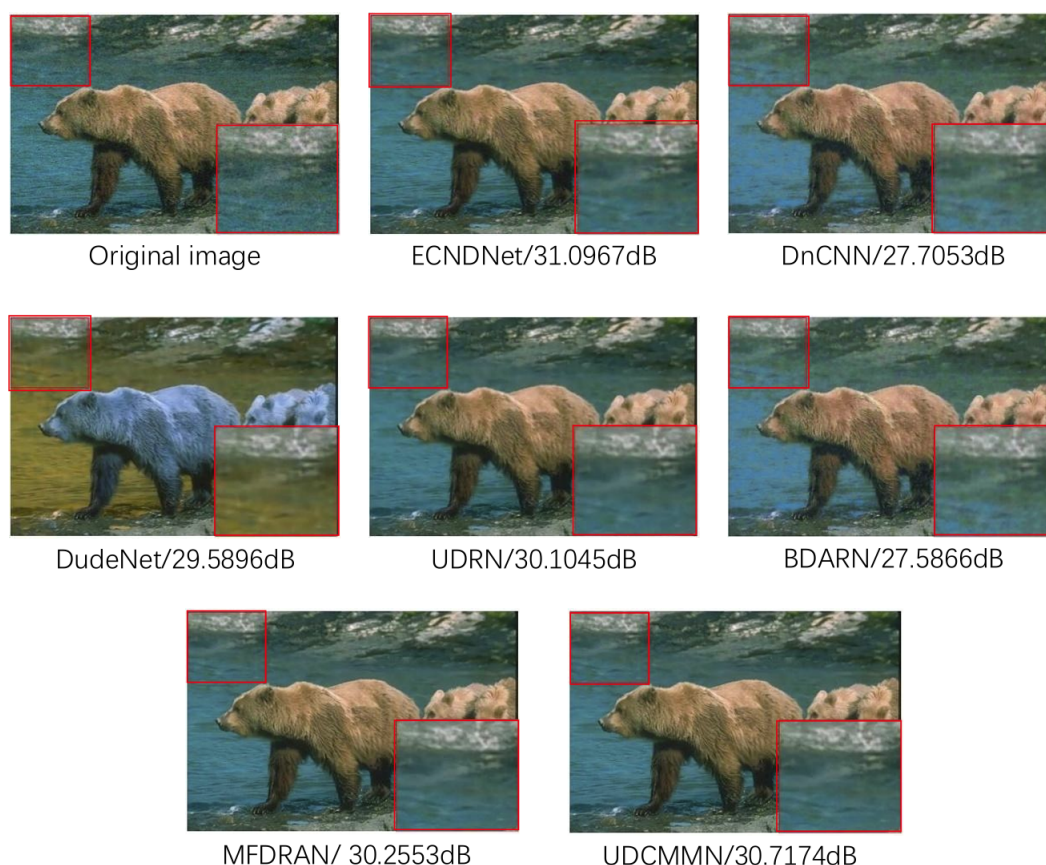 Original image
ECNDNet/31.0967dB
DnCNN/27.7053dB
DudeNet/29.5896dB
UDRN/30.1045dB
BDARN/27.5866dB
MFDRAN/ 30.2553dB
UDCMMN/30.7174dB